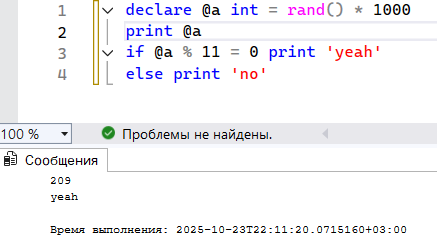 1 declare @a int = rand() * 1000
2 print @a
3 if @a % 11 = 0 print 'yeah'
4 else print 'no'
100 % Проблемы не найдены.
Сообщения
209
yeah
Время выполнения: 2025-10-23T22:11:20.0715160+03:00